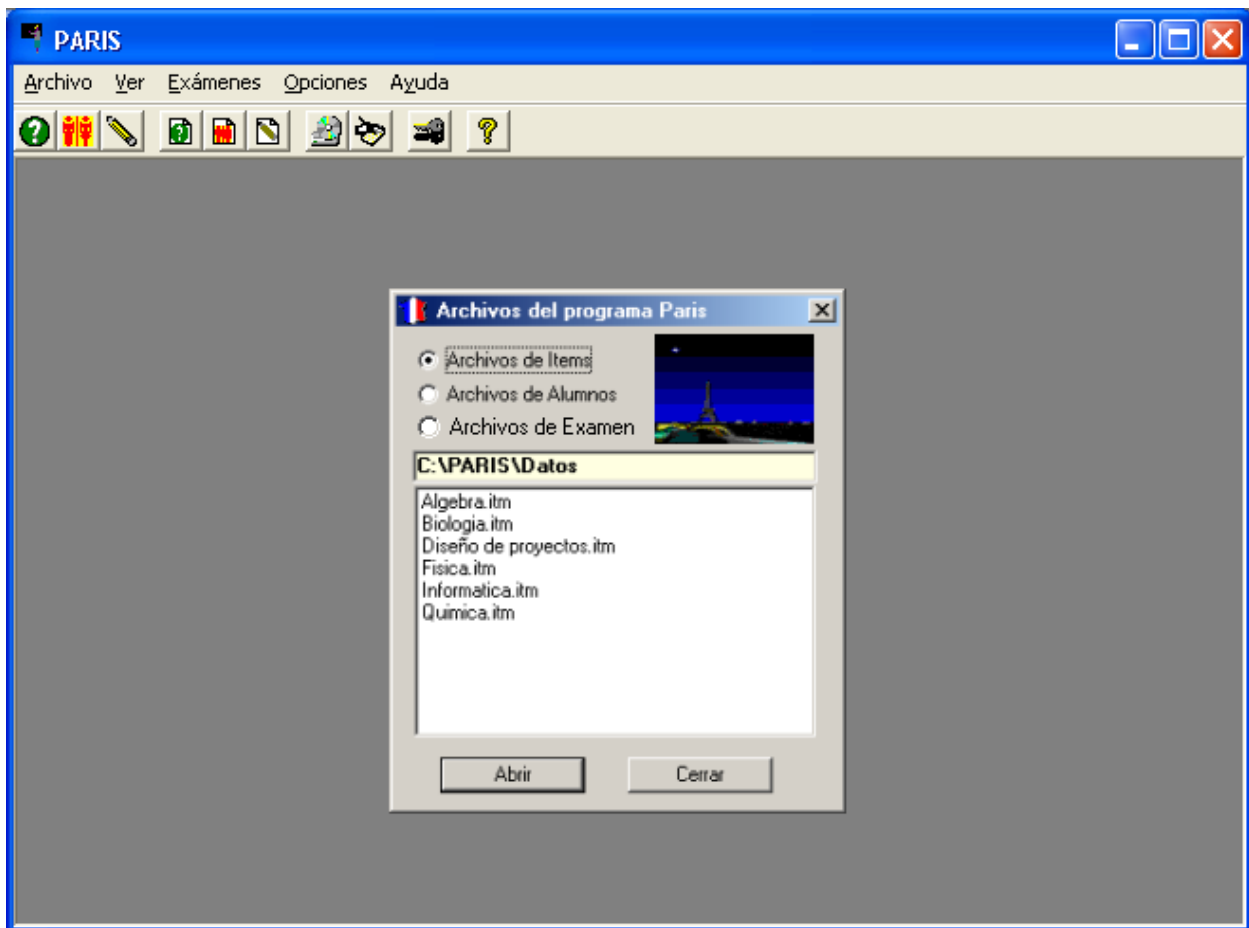 PARIS
Archivo Ver Exámenes Opciones Ayuda
Archivos del programa Paris
Archivos de Items
Archivos de Alumnos
Archivos de Examen
C:\PARIS\Datos
Algebra.itm
Biologia.itm
Diseño de proyectos.itm
Fisica.itm
Informatica.itm
Quimica.itm
Abrir Cerrar